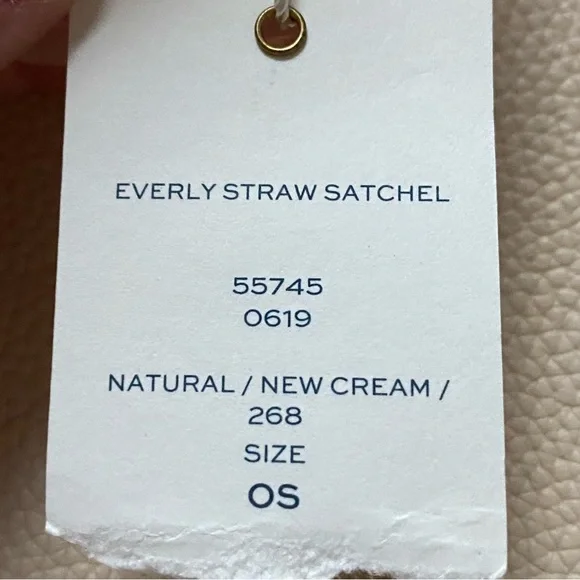 EVERLY STRAW SATCHEL
55745
0619
NATURAL / NEW CREAM /
268
SIZE
OS